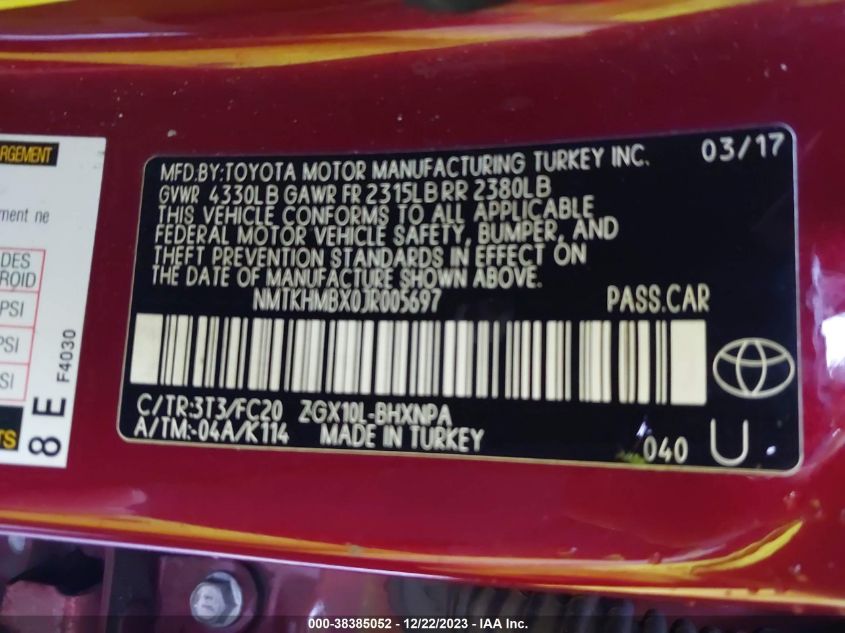 RGEMENT
ment ne
DES
ROID
PSI
PSI
SI
TS
8 E F4030
MFD.BY:TOYOTA MOTOR MANUFACTURING TURKEY INC. 03/17
GVWR 4330LB GAWR FR 2315LB RR 2380LB
THIS VEHICLE CONFORMS TO ALL APPLICABLE
FEDERAL MOTOR VEHICLE SAFETY, BUMPER, AND
THEFT PREVENTION STANDARDS IN EFFECT ON
THE DATE OF MANUFACTURE SHOWN ABOVE.
NMTKHMBX0JR005697 PASS.CAR
C/TR:3T3/FC20 ZGX10L-BHXNPA
A/TM:-04A/K114 MADE IN TURKEY 040 U
000-38385052 - 12/22/2023 - IAA Inc.